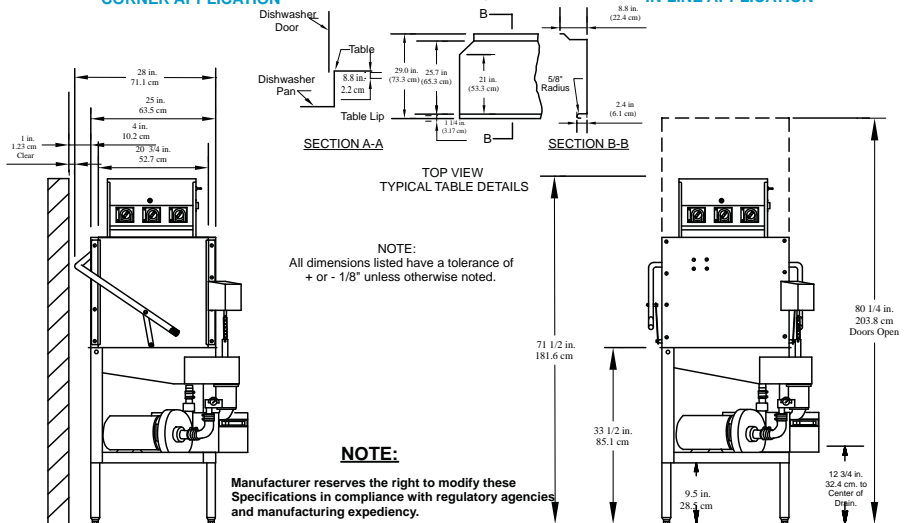 CORNER APPLICATION
IN-LINE APPLICATION
Dishwasher
Door
Table
Dishwasher
Pan
8.8 in.
2.2 cm
Table Lip
SECTION A-A
B
29.0 in.
(73.3 cm)
25.7 in.
(65.3 cm)
21 in.
(53.3 cm)
1 1/4 in.
(3.17 cm)
B
8.8 in.
(22.4 cm)
5/8"
Radius
2.4 in
(6.1 cm)
SECTION B-B
TOP VIEW
TYPICAL TABLE DETAILS
28 in.
71.1 cm
25 in.
63.5 cm
4 in.
10.2 cm
1 in.
1.23 cm
Clear
20 3/4 in.
52.7 cm
NOTE:
All dimensions listed have a tolerance of
+ or - 1/8" unless otherwise noted.
71 1/2 in.
181.6 cm
80 1/4 in.
203.8 cm
Doors Open
33 1/2 in.
85.1 cm
9.5 in.
28.5 cm
12 3/4 in.
32.4 cm. to
Center of
Drain.
NOTE:
Manufacturer reserves the right to modify these
Specifications in compliance with regulatory agencies
and manufacturing expediency.